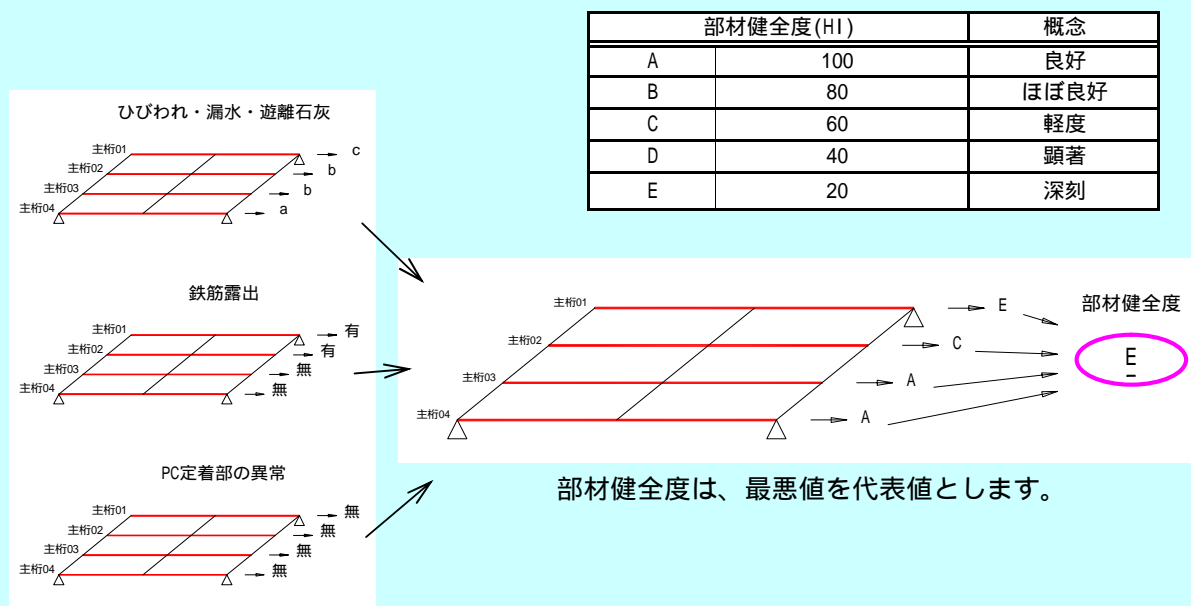 部材健全度(HI) 概念
A 100 良好
B 80 ほぼ良好
C 60 軽度
D 40 顕著
E 20 深刻
ひびわれ・漏水・遊離石灰
主桁01 c
主桁02 b
主桁03 b
主桁04 a
鉄筋露出
主桁01 有
主桁02 有
主桁03 無
主桁04 無
PC定着部の異常
主桁01 無
主桁02 無
主桁03 無
主桁04 無
主桁01 E
主桁02 C
主桁03 A
主桁04 A
部材健全度
E
部材健全度は、最悪値を代表値とします。